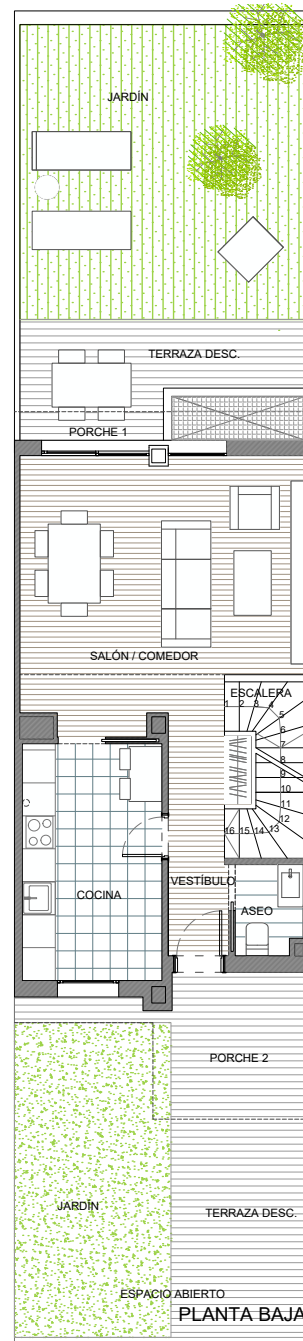 JARDÍN
TERRAZA DESC.
PORCHE 1
SALÓN / COMEDOR
ESCALERA
1 2 3 4
5
6
7
8
9
10
11
12
16 15 14 13
COCINA
VESTÍBULO
ASEO
PORCHE 2
JARDÍN
TERRAZA DESC.
ESPACIO ABIERTO
PLANTA BAJA